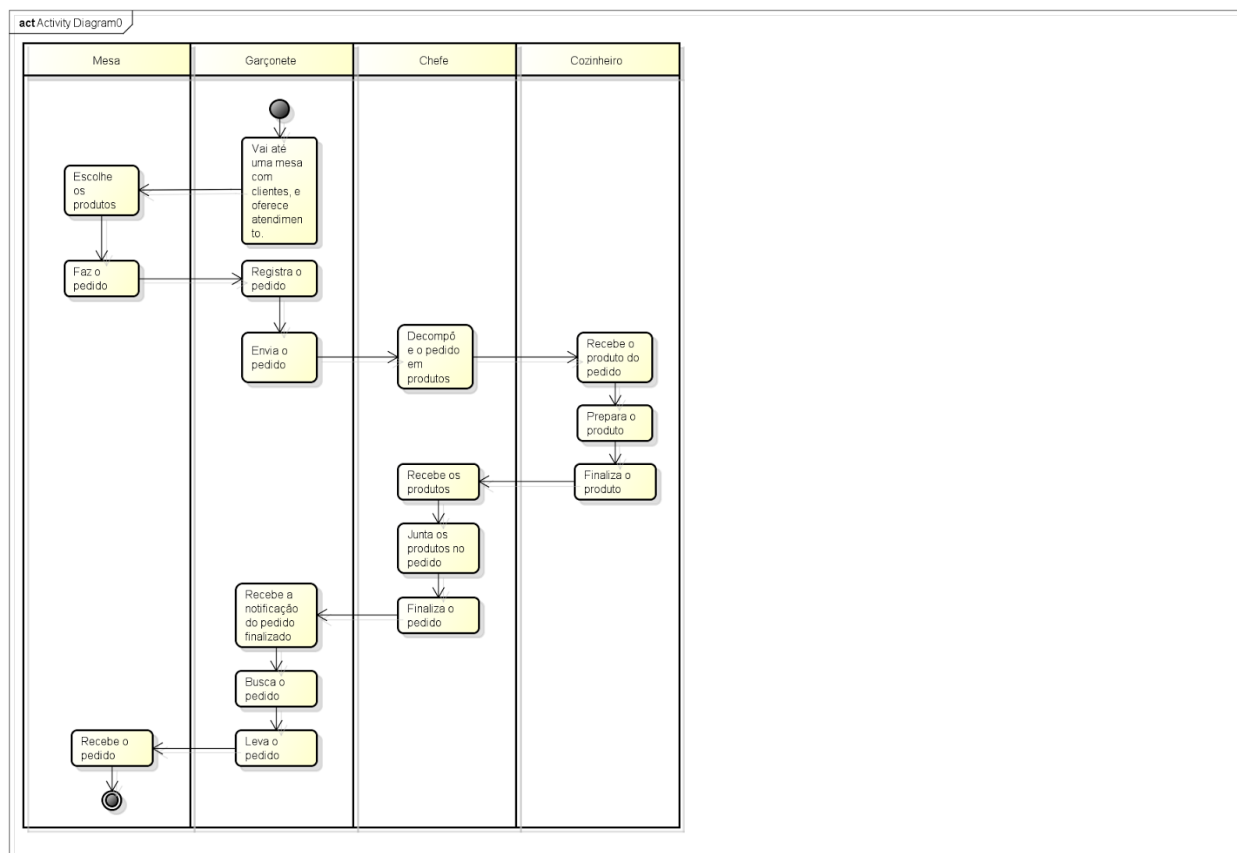 act Activity Diagram0
Mesa
Garçonete
Chefe
Cozinheiro
Vai até
uma mesa
com
clientes, e
oferece
atendimen
to.
Escolhe
os
produtos
Faz o
pedido
Registra o
pedido
Envia o
pedido
Decompõ
e o pedido
em
produtos
Recebe o
produto do
pedido
Prepara o
produto
Finaliza o
produto
Recebe os
produtos
Junta os
produtos no
pedido
Finaliza o
pedido
Recebe a
notificação
do pedido
finalizado
Busca o
pedido
Leva o
pedido
Recebe o
pedido